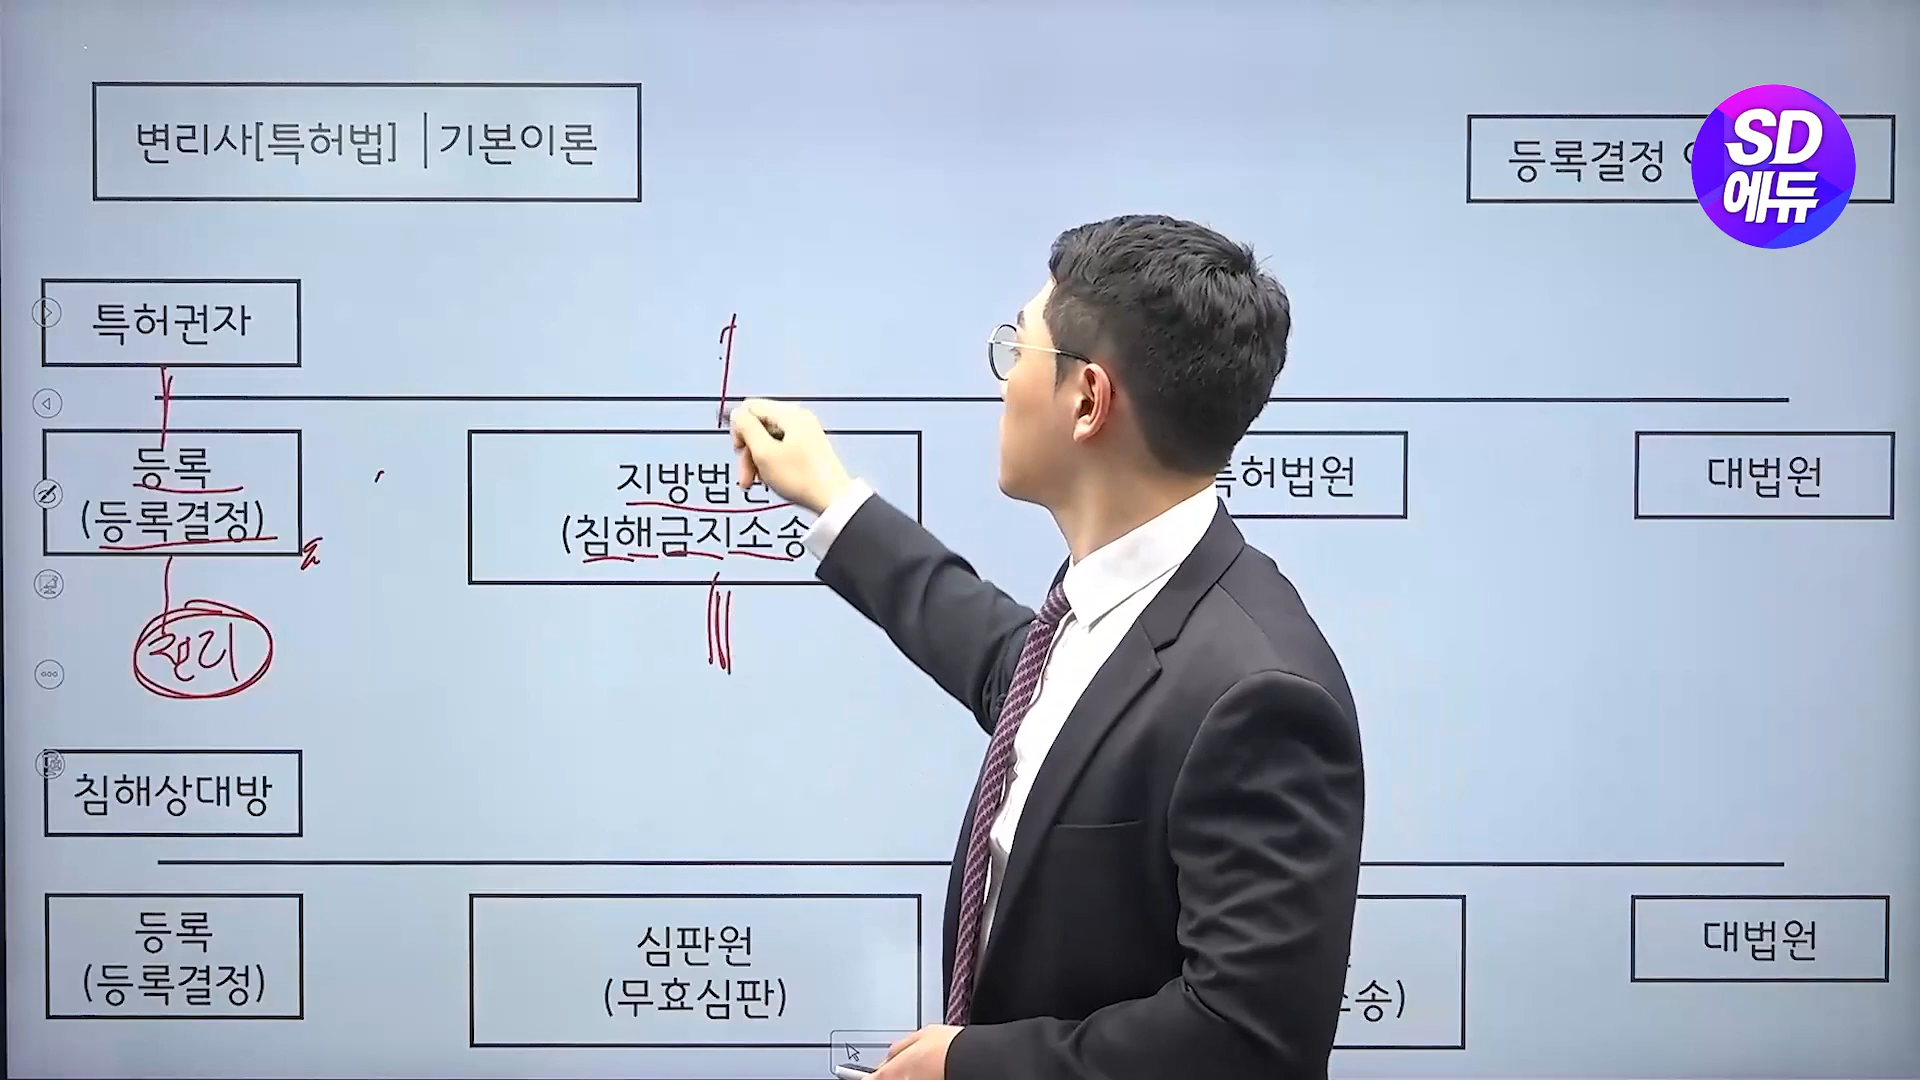 변리사[특허법] | 기본이론
등록결정
SD
에듀
특허권자
등록
(등록결정)
권리
지방법원
(침해금지소송
특허법원
대법원
침해상대방
등록
(등록결정)
심판원
(무효심판)
소송)
대법원